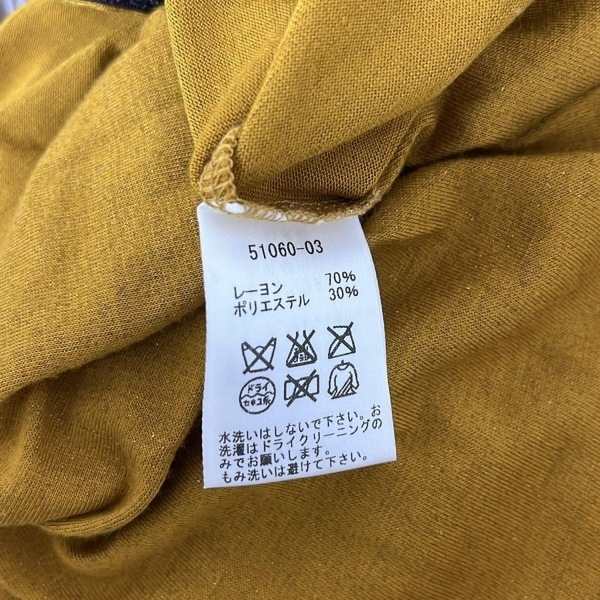 51060-03
レーヨン 70%
ポリエステル 30%
ドライ
セキユ系
水洗いはしないで下さい。お
洗濯はドライクリーニングの
みでお願いします。
もみ洗いは避けて下さい。